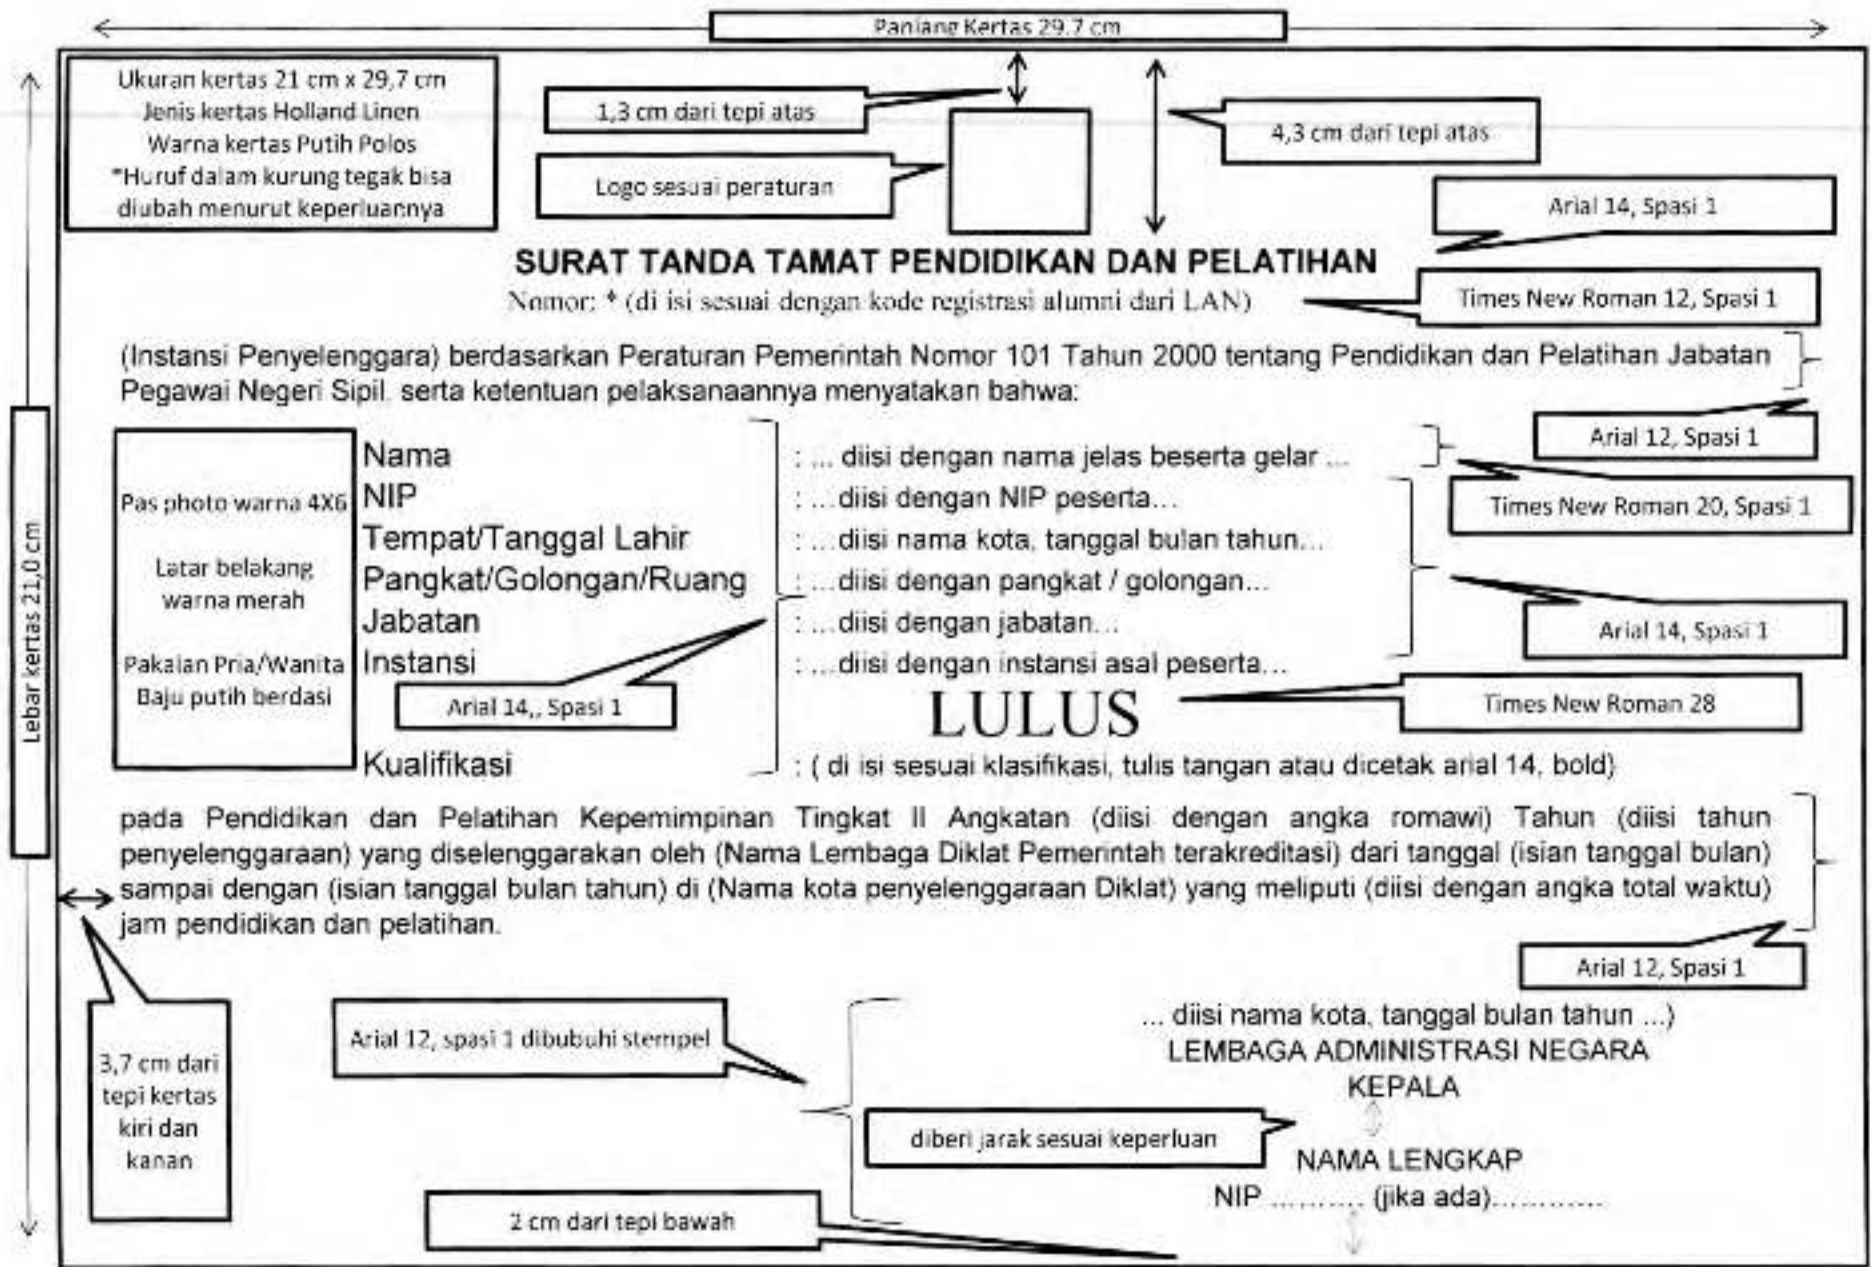 Panjang Kertas 29.7 cm
Ukuran kertas 21 cm x 29,7 cm
Jenis kertas Holland Linen
Warna kertas Putih Polos
*Huruf dalam kurung tegak bisa
diubah menurut keperluannya
1,3 cm dari tepi atas
4,3 cm dari tepi atas
Logo sesuai peraturan
Arial 14, Spasi 1
SURAT TANDA TAMAT PENDIDIKAN DAN PELATIHAN
Nomor: * (di isi sesuai dengan kode registrasi alumni dari LAN)
Times New Roman 12, Spasi 1
(Instansi Penyelenggara) berdasarkan Peraturan Pemerintah Nomor 101 Tahun 2000 tentang Pendidikan dan Pelatihan Jabatan
Pegawai Negeri Sipil. serta ketentuan pelaksanaannya menyatakan bahwa:
Arial 12, Spasi 1
Lebar kertas 21,0 cm
Pas photo warna 4X6
Latar belakang
warna merah
Pakaian Pria/Wanita
Baju putih berdasi
Nama : ... diisi dengan nama jelas beserta gelar ...
NIP : ...diisi dengan NIP peserta...
Times New Roman 20, Spasi 1
Tempat/Tanggal Lahir : ...diisi nama kota, tanggal bulan tahun...
Pangkat/Golongan/Ruang : ...diisi dengan pangkat / golongan...
Jabatan : ...diisi dengan jabatan...
Arial 14, Spasi 1
Instansi : ...diisi dengan instansi asal peserta...
Arial 14,, Spasi 1
LULUS
Times New Roman 28
Kualifikasi : ( di isi sesuai klasifikasi, tulis tangan atau dicetak arial 14, bold)
pada Pendidikan dan Pelatihan Kepemimpinan Tingkat II Angkatan (diisi dengan angka romawi) Tahun (diisi tahun
penyelenggaraan) yang diselenggarakan oleh (Nama Lembaga Diklat Pemerintah terakreditasi) dari tanggal (isian tanggal bulan)
sampai dengan (isian tanggal bulan tahun) di (Nama kota penyelenggaraan Diklat) yang meliputi (diisi dengan angka total waktu)
jam pendidikan dan pelatihan.
Arial 12, Spasi 1
3,7 cm dari
tepi kertas
kiri dan
kanan
Arial 12, spasi 1 dibubuhi stempel
... diisi nama kota, tanggal bulan tahun ...)
LEMBAGA ADMINISTRASI NEGARA
KEPALA
diberi jarak sesuai keperluan
NAMA LENGKAP
NIP .......... (jika ada).............
2 cm dari tepi bawah